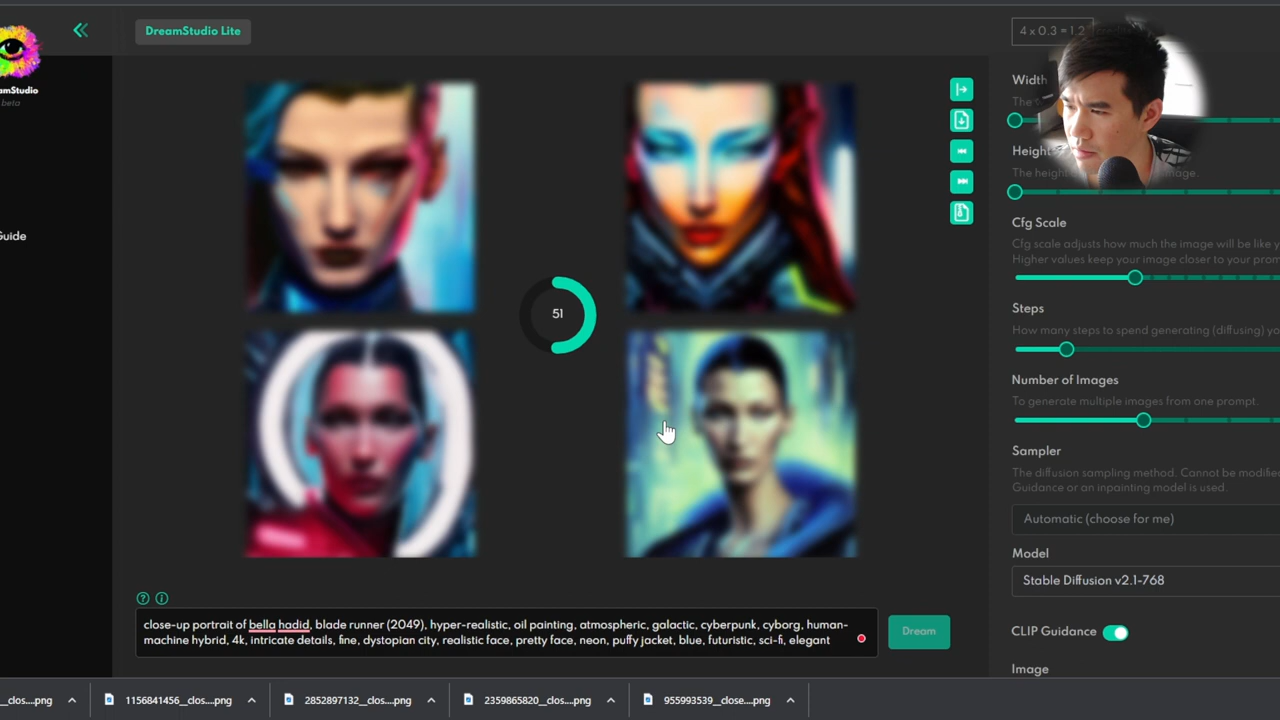 DreamStudio Lite
4 x 0.3 = 1.2
amStudio
beta
Width
The
Height
The height
image.
Guide
Cfg Scale
Cfg scale adjusts how much the image will be like y
Higher values keep your image closer to your prom
51
Steps
How many steps to spend generating (diffusing) yo
Number of Images
To generate multiple images from one prompt.
Sampler
The diffusion sampling method. Cannot be modifie
Guidance or an inpainting model is used.
Automatic (choose for me)
Model
Stable Diffusion v2.1-768
close-up portrait of bella hadid, blade runner (2049), hyper-realistic, oil painting, atmospheric, galactic, cyberpunk, cyborg, human-
machine hybrid, 4k, intricate details, fine, dystopian city, realistic face, pretty face, neon, puffy jacket, blue, futuristic, sci-fi, elegant
Dream
CLIP Guidance
Image
_clos....png
1156841456_clos....png
2852897132_clos....png
2359865820_clos....png
955993539_close....png